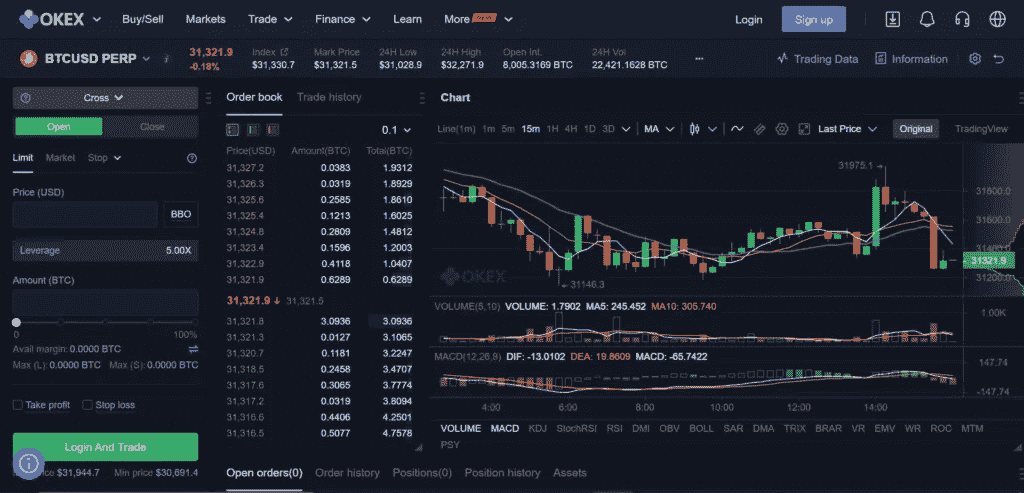 OKEX Buy/Sell Markets Trade Finance Learn More Login Sign up
BTCUSD PERP
31,321.9
-0.18%
Index
$31,330.7
Mark Price
$31,321.5
24H Low
$31,028.9
24H High
$32,271.9
Open Int.
8,005.3169 BTC
24H Vol
22,421.1628 BTC
...
Trading Data
Information
Cross
Open Close
Limit Market Stop
Price (USD)
BBO
Leverage 5.00X
Amount (BTC)
0 100%
Avail margin: 0.0000 BTC
Max (L): 0.0000 BTC Max (S): 0.0000 BTC
Take profit Stop loss
Login And Trade
$31,944.7 Min price $30,691.4
Order book Trade history
0.1
Price(USD) Amount(BTC) Total(BTC)
31,327.2 0.0383 1.9312
31,326.3 0.0319 1.8929
31,325.6 0.2585 1.8610
31,325.4 0.1213 1.6025
31,324.8 0.2809 1.4812
31,323.4 0.1596 1.2003
31,322.9 0.4118 1.0407
31,321.9 0.6289 0.6289
31,321.9 ↓ 31,321.5
31,321.8 3.0936 3.0936
31,321.3 0.0127 3.1065
31,320.7 0.1181 3.2247
31,318.5 0.2458 3.4707
31,317.6 0.3065 3.7774
31,317.2 0.0319 3.8094
31,316.6 0.4406 4.2501
31,316.5 0.5077 4.7578
Chart
Line(1m) 1m 5m 15m 1H 4H 1D 3D MA Last Price Original TradingView
31975.1
31146.3
OKEX
31800.0
31600.0
31400.0
31321.9
31200.0
VOLUME(5,10) VOLUME: 1.7902 MA5: 245.452 MA10: 305.740
1.00K
MACD(12,26,9) DIF: -13.0102 DEA: 19.8609 MACD: -65.7422
147.74
-147.74
4:00 6:00 8:00 10:00 12:00 14:00
VOLUME MACD KDJ StochRSI RSI DMI OBV BOLL SAR DMA TRIX BRAR VR EMV WR ROC MTM
PSY
Open orders(0) Order history Positions(0) Position history Assets